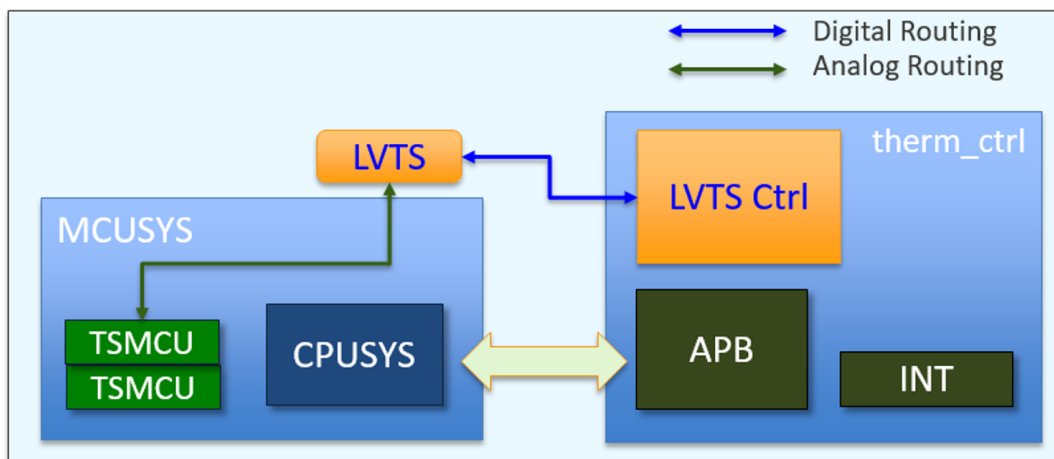 Digital Routing
Analog Routing
LVTS
therm_ctrl
LVTS Ctrl
MCUSYS
TSMCU
TSMCU
CPUSYS
APB
INT